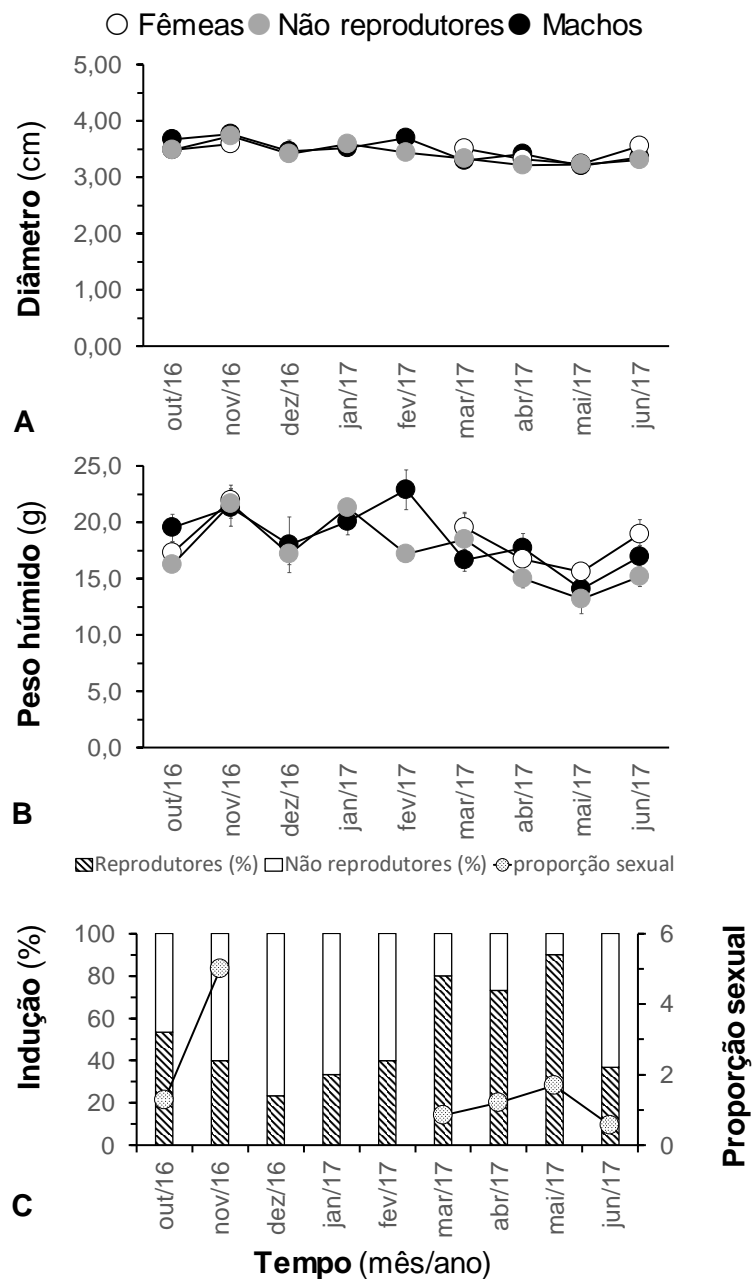 Fêmeas Não reprodutores Machos
5,00
4,00
3,00
2,00
1,00
0,00
Diâmetro (cm)
out/16 nov/16 dez/16 jan/17 fev/17 mar/17 abr/17 mai/17 jun/17
A
25,0
20,0
15,0
10,0
5,0
0,0
Peso húmido (g)
out/16 nov/16 dez/16 jan/17 fev/17 mar/17 abr/17 mai/17 jun/17
B
Reprodutores (%) Não reprodutores (%) proporção sexual
100 6
80
60 4
40
20 2
0 0
Indução (%)
Proporção sexual
out/16 nov/16 dez/16 jan/17 fev/17 mar/17 abr/17 mai/17 jun/17
C
Tempo (mês/ano)